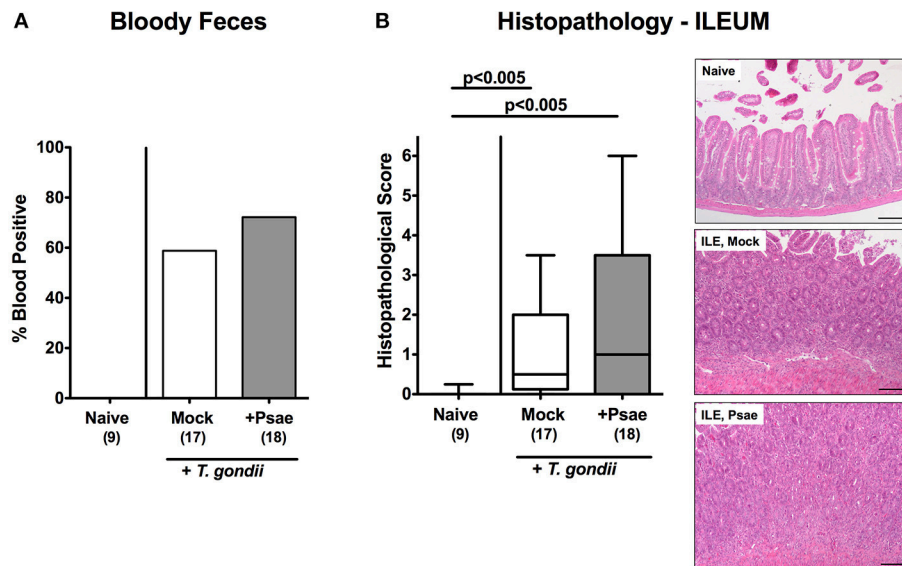 A
Bloody Feces
% Blood Positive
100
80
60
40
20
0
Naive
(9)
Mock
(17)
+Psae
(18)
+ T. gondii
B
Histopathology - ILEUM
p<0.005
p<0.005
Histopathological Score
6
5
4
3
2
1
0
Naive
(9)
Mock
(17)
+Psae
(18)
+ T. gondii
Naive
ILE, Mock
ILE, Psae